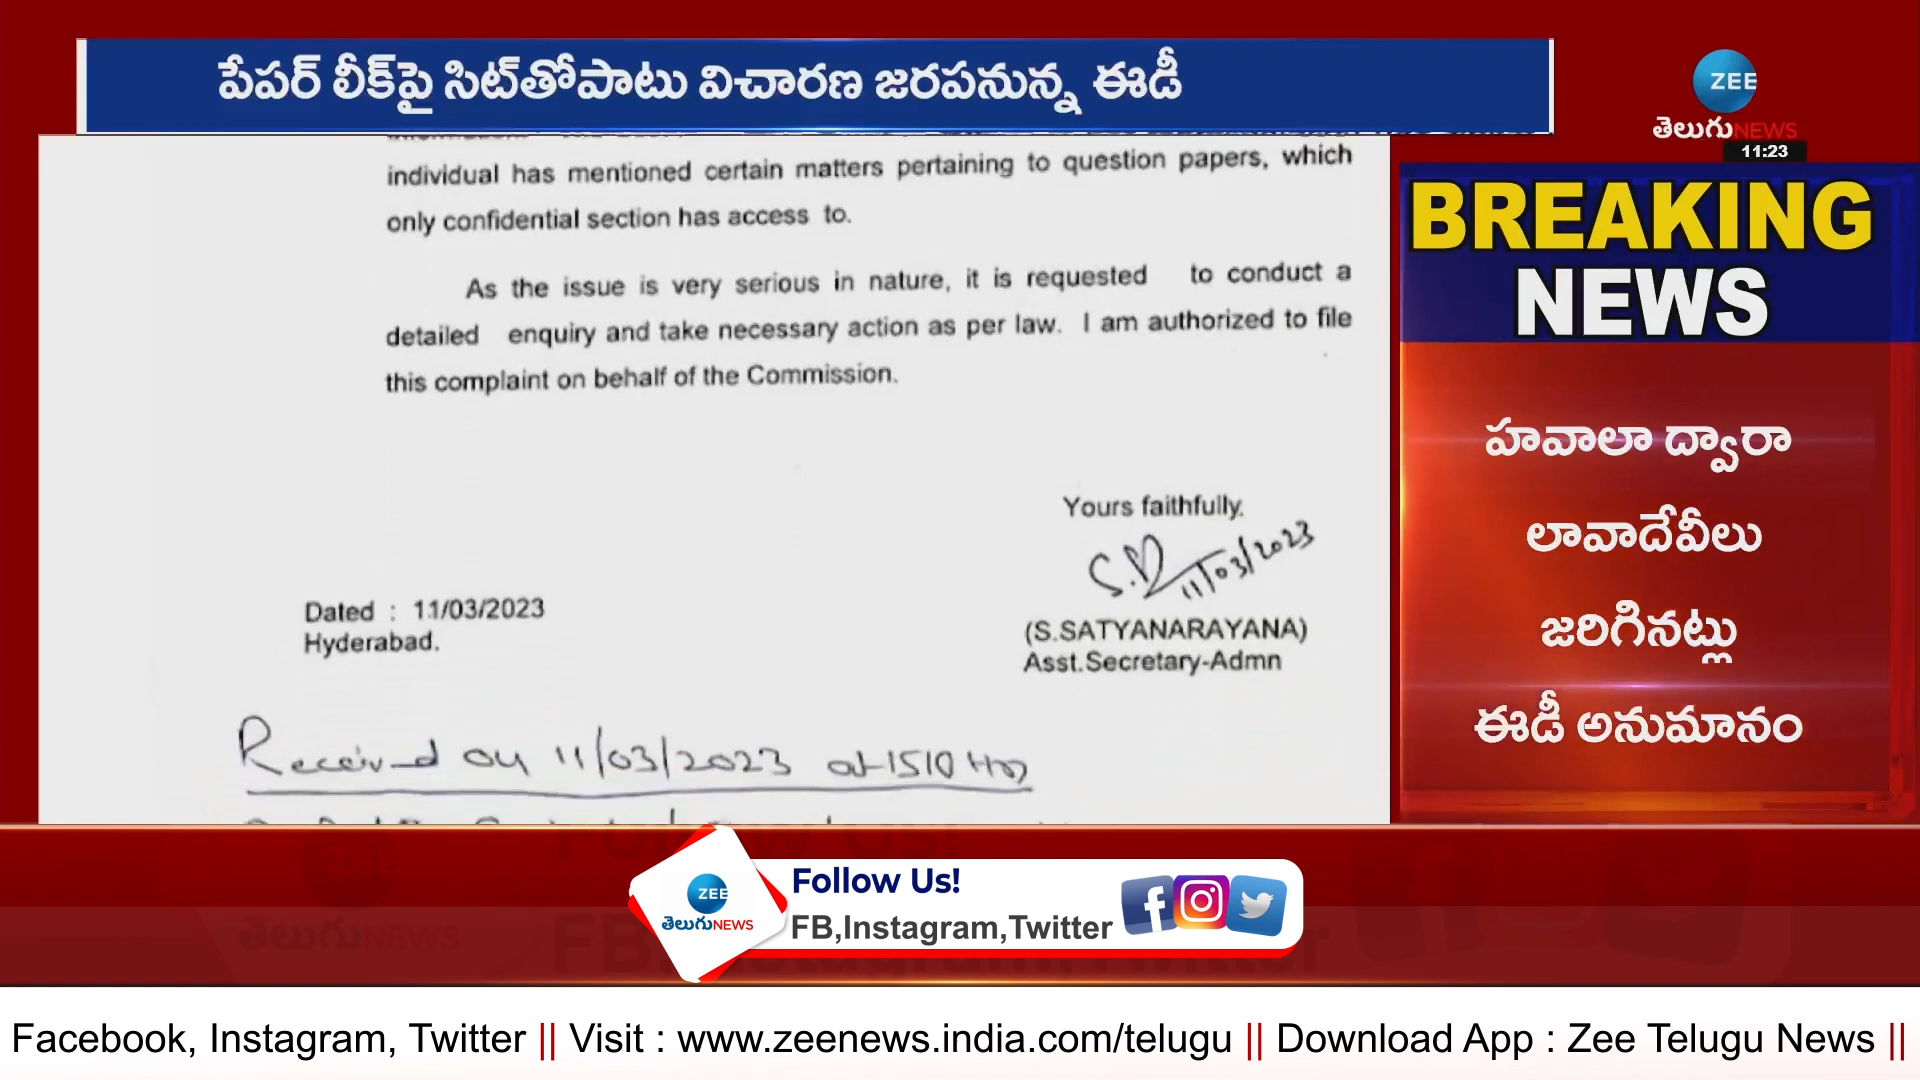 పేపర్ లీక్‌పై సిట్‌తోపాటు విచారణ జరపనున్న ఈడీ
ZEE
తెలుగుNEWS
11:23
individual has mentioned certain matters pertaining to question papers, which
only confidential section has access to.
As the issue is very serious in nature, it is requested to conduct a
detailed enquiry and take necessary action as per law. I am authorized to file
this complaint on behalf of the Commission.
Yours faithfully,
11/03/2023
Dated : 11/03/2023
Hyderabad.
(S.SATYANARAYANA)
Asst.Secretary-Admn
Received on 11/03/2023 at 1510 Hrs
BREAKING
NEWS
హవాలా ద్వారా
లావాదేవీలు
జరిగినట్లు
ఈడీ అనుమానం
ZEE
తెలుగుNEWS
Follow Us!
FB,Instagram,Twitter
Facebook, Instagram, Twitter || Visit : www.zeenews.india.com/telugu || Download App : Zee Telugu News ||